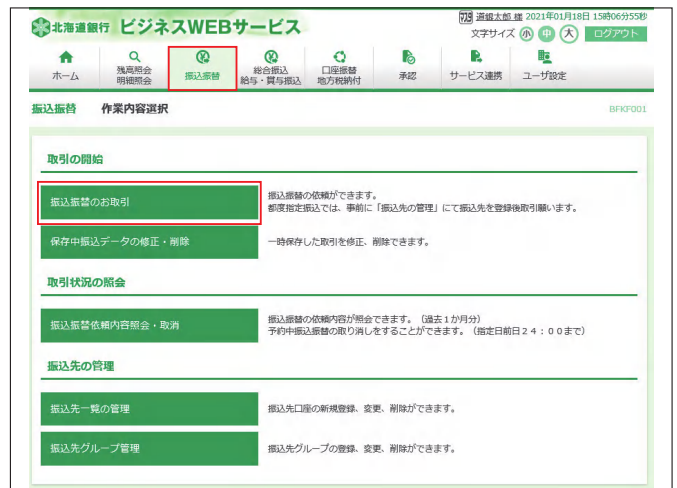 北海道銀行 ビジネスWEBサービス
道銀太郎 様 2021年01月18日 15時06分55秒
文字サイズ 小 中 大 ログアウト
ホーム
残高照会
明細照会
振込振替
総合振込
給与・賞与振込
口座振替
地方税納付
承認
サービス連携
ユーザ設定
振込振替 作業内容選択 BFKF001
取引の開始
振込振替のお取引
振込振替の依頼ができます。
都度指定振込では、事前に「振込先の管理」にて振込先を登録後取引願います。
保存中振込データの修正・削除 一時保存した取引を修正、削除できます。
取引状況の照会
振込振替依頼内容照会・取消
振込振替の依頼内容が照会できます。（過去１か月分）
予約中振込振替の取り消しをすることができます。（指定日前日２４：００まで）
振込先の管理
振込先一覧の管理 振込先口座の新規登録、変更、削除ができます。
振込先グループ管理 振込先グループの登録、変更、削除ができます。